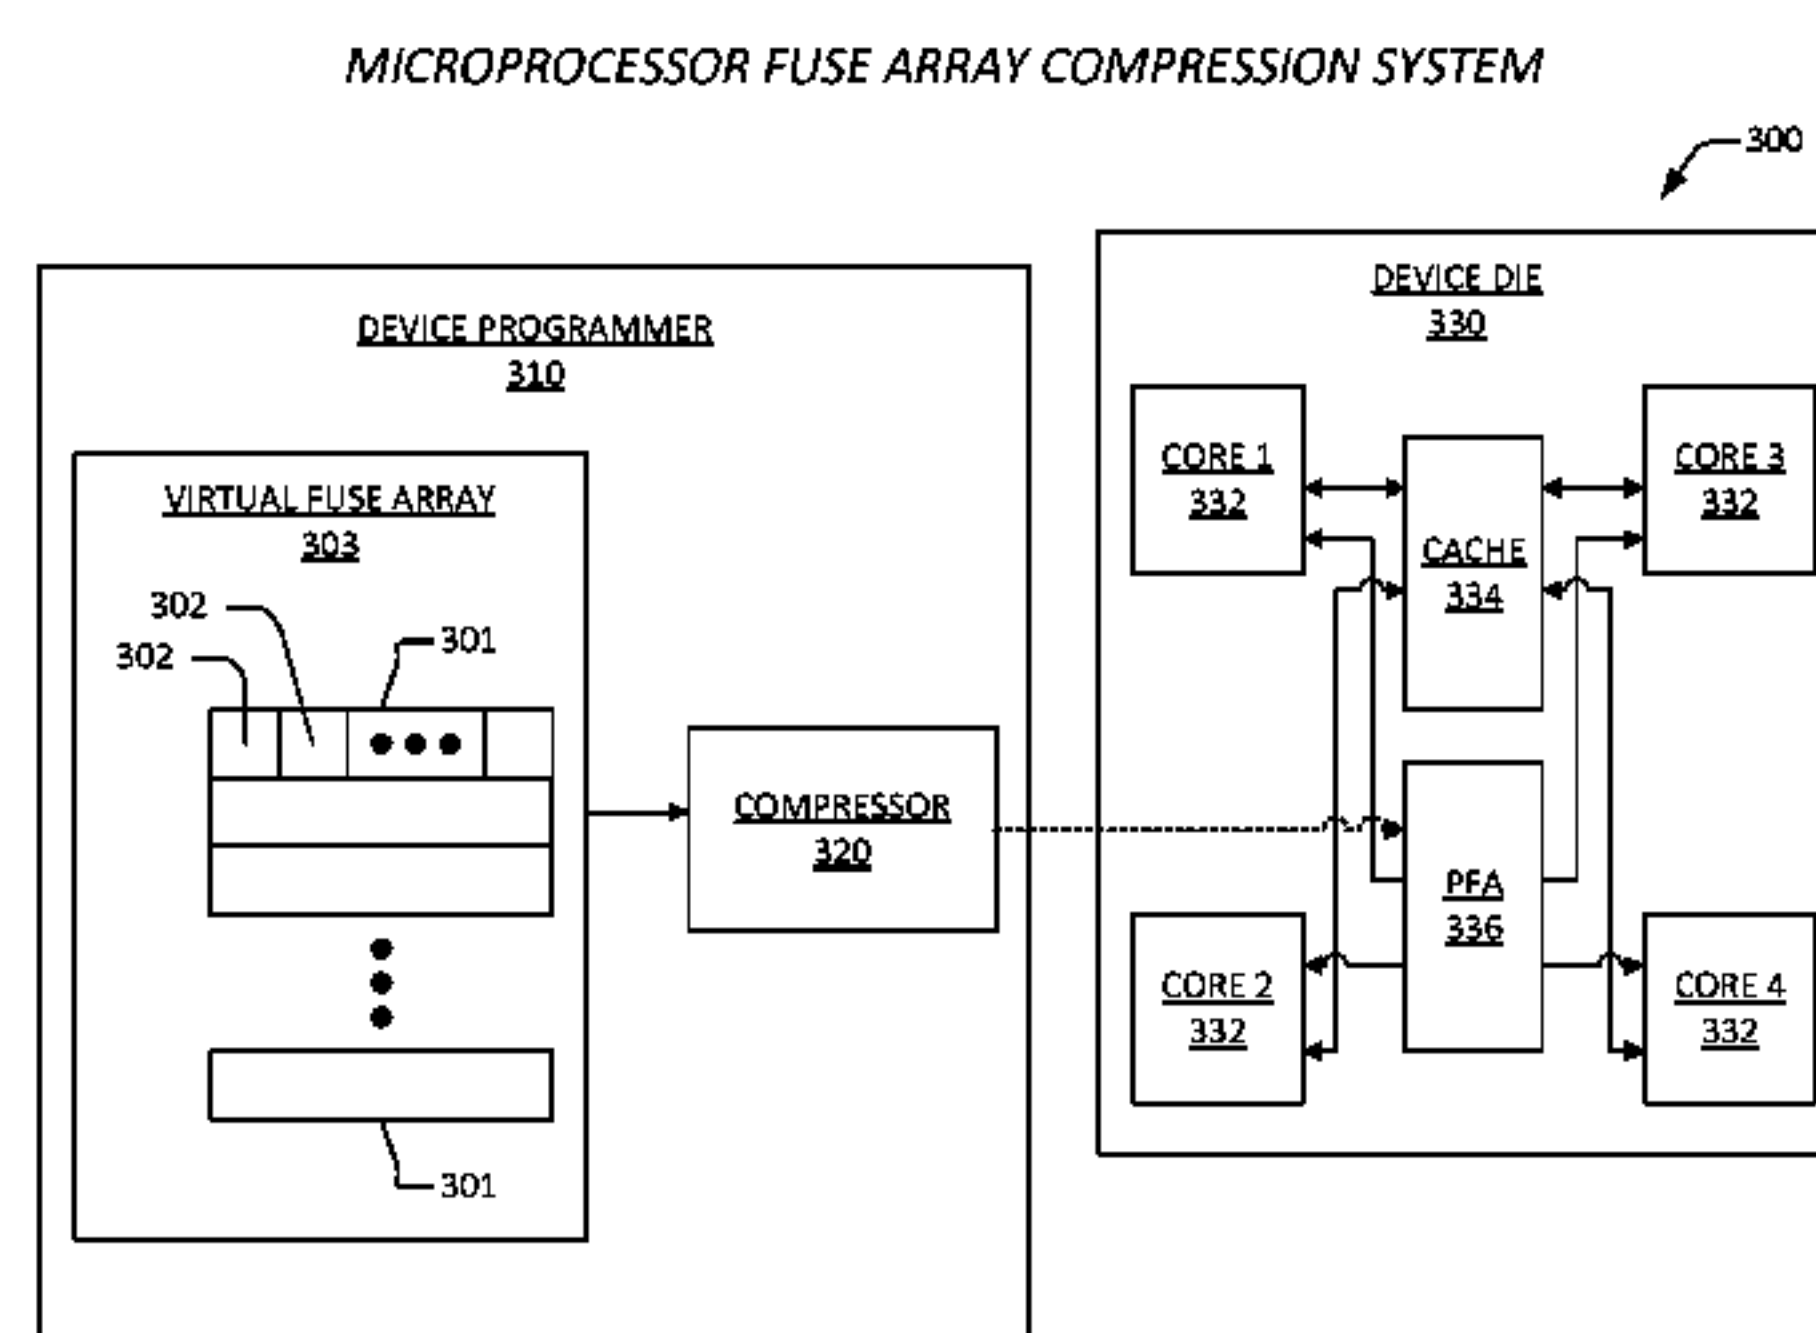 MICROPROCESSOR FUSE ARRAY COMPRESSION SYSTEM
300
DEVICE PROGRAMMER
310
VIRTUAL FUSE ARRAY
303
302
302
301
301
COMPRESSOR
320
DEVICE DIE
330
CORE 1
332
CACHE
334
CORE 3
332
PFA
336
CORE 2
332
CORE 4
332